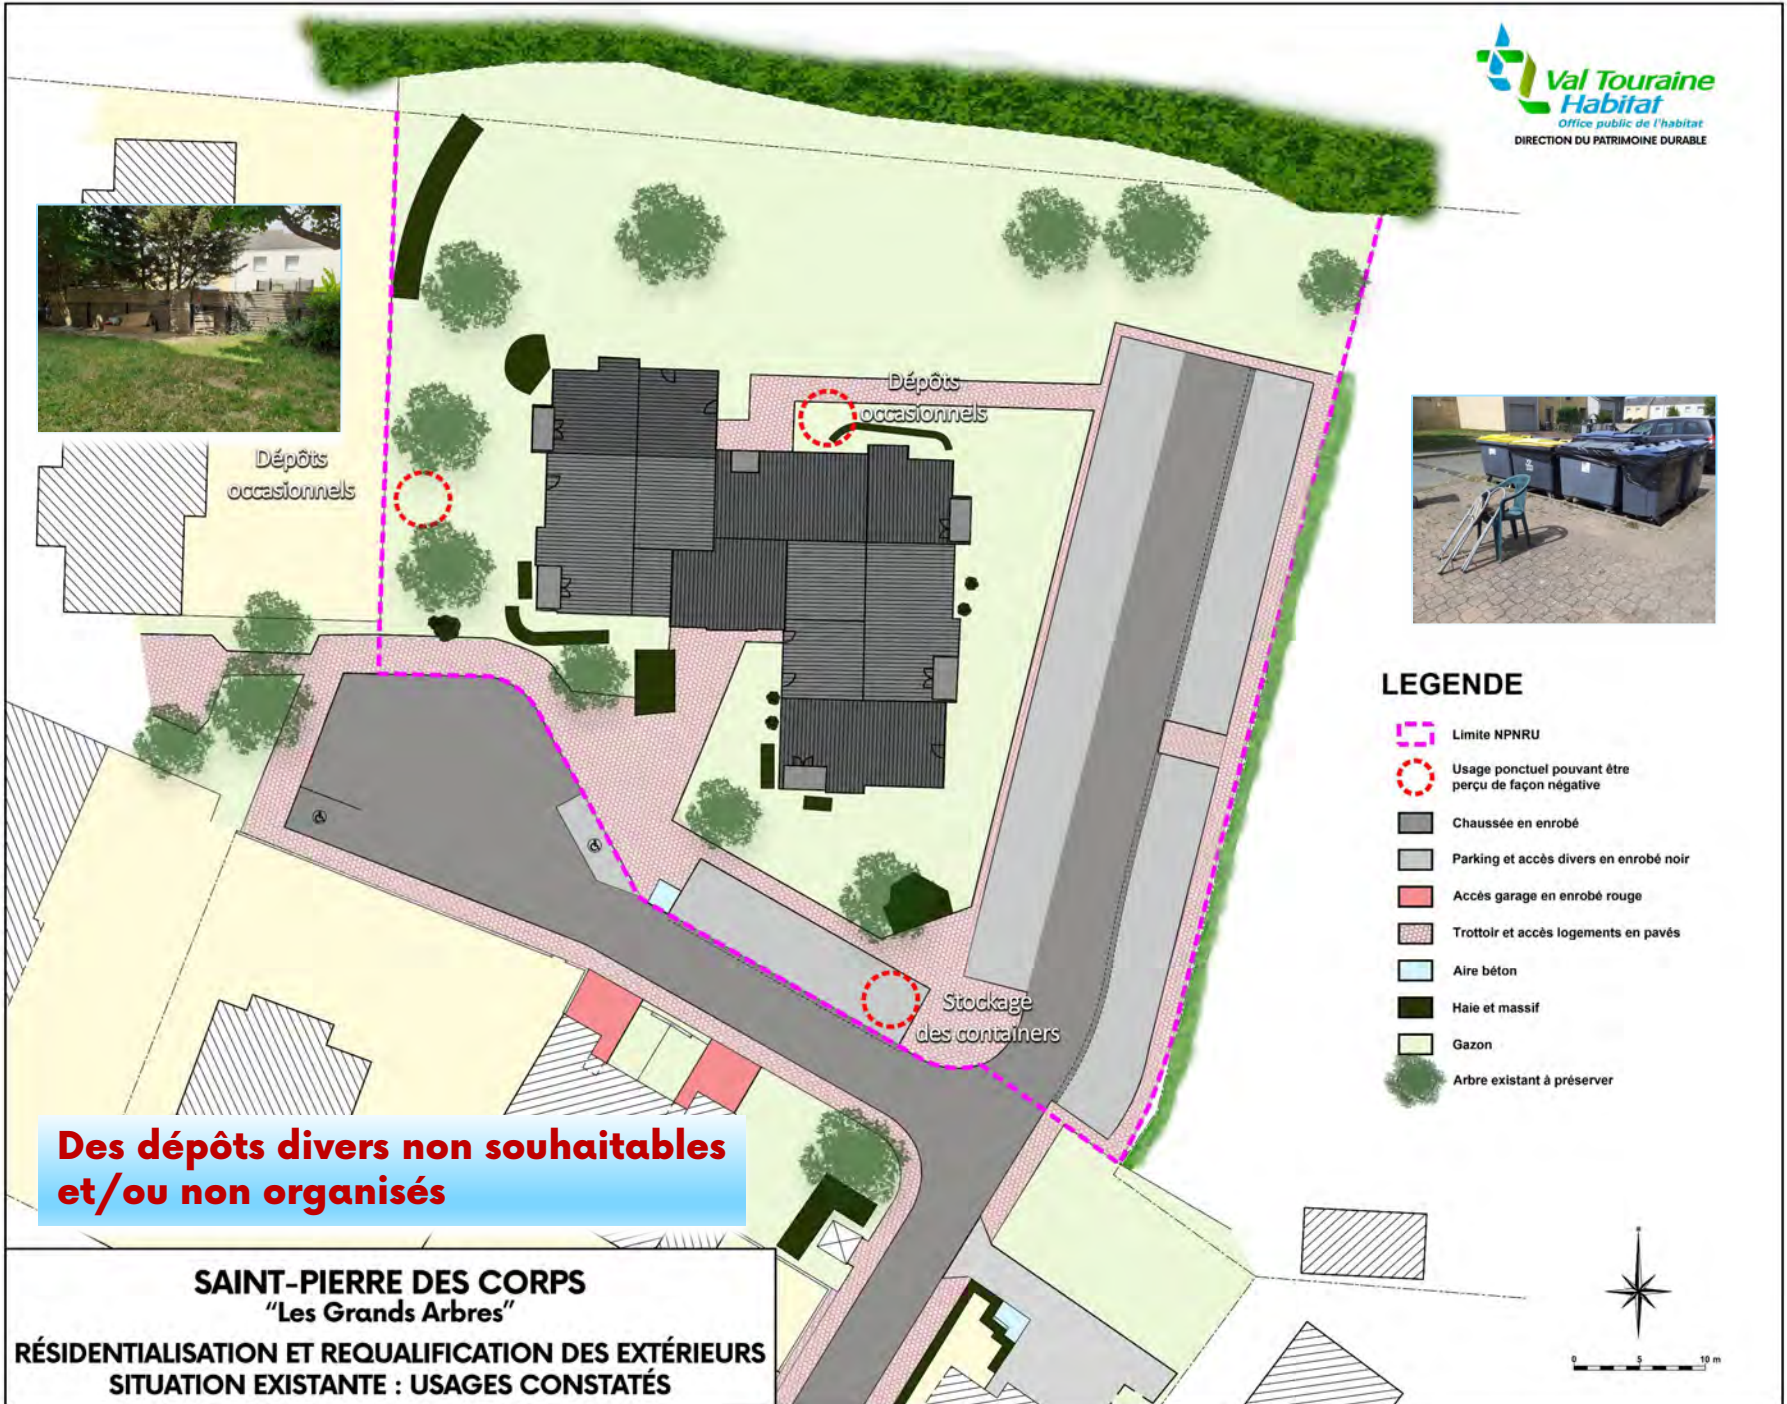 Val Touraine
Habitat
Office public de l'habitat
DIRECTION DU PATRIMOINE DURABLE
Dépôts
occasionnels
Dépôts
occasionnels
Stockage
des containers
LEGENDE
Limite NPNRU
Usage ponctuel pouvant être
perçu de façon négative
Chaussée en enrobé
Parking et accès divers en enrobé noir
Accès garage en enrobé rouge
Trottoir et accès logements en pavés
Aire béton
Haie et massif
Gazon
Arbre existant à préserver
Des dépôts divers non souhaitables
et/ou non organisés
SAINT-PIERRE DES CORPS
"Les Grands Arbres"
RÉSIDENTIALISATION ET REQUALIFICATION DES EXTÉRIEURS
SITUATION EXISTANTE : USAGES CONSTATÉS
0 5 10 m